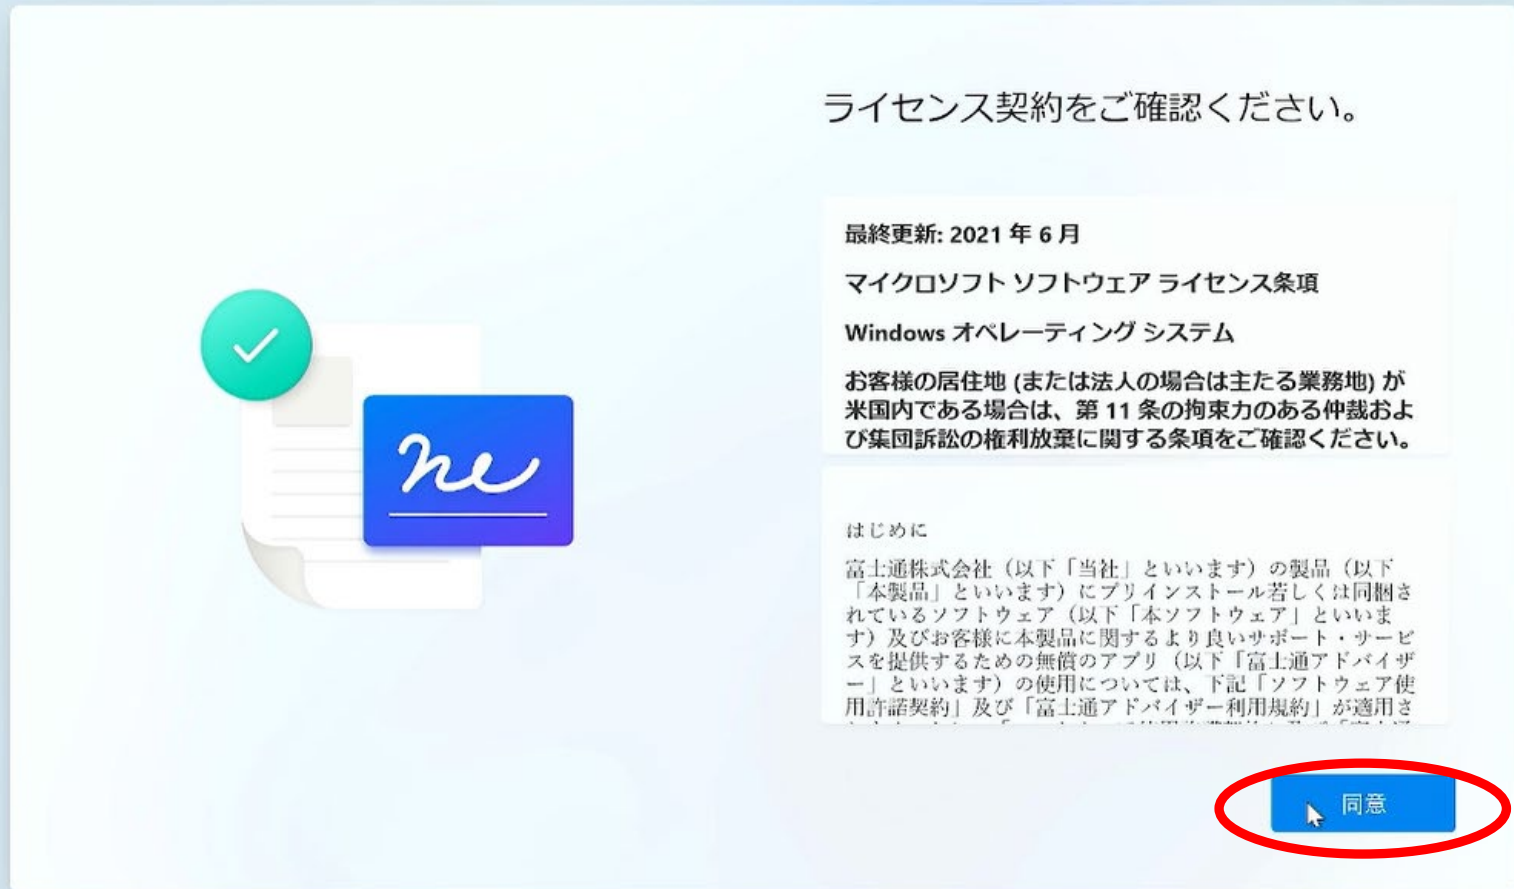 ライセンス契約をご確認ください。
最終更新: 2021 年 6 月
マイクロソフト ソフトウェア ライセンス条項
Windows オペレーティング システム
お客様の居住地 (または法人の場合は主たる業務地) が
米国内である場合は、第 11 条の拘束力のある仲裁およ
び集団訴訟の権利放棄に関する条項をご確認ください。
はじめに
富士通株式会社（以下「当社」といいます）の製品（以下
「本製品」といいます）にプリインストール若しくは同梱さ
れているソフトウェア（以下「本ソフトウェア」といいま
す）及びお客様に本製品に関するより良いサポート・サービ
スを提供するための無償のアプリ（以下「富士通アドバイザ
ー」といいます）の使用については、下記「ソフトウェア使
用許諾契約」及び「富士通アドバイザー利用規約」が適用さ
同意